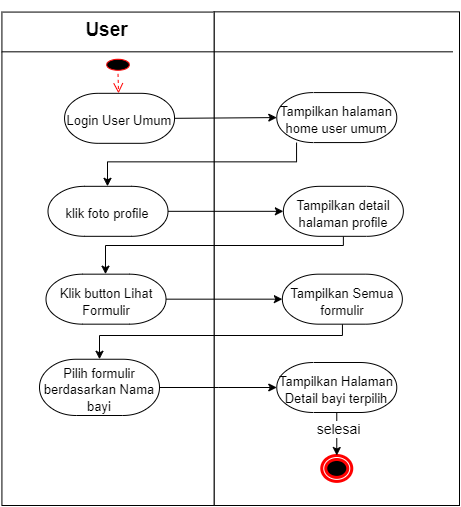 User
Login User Umum
Tampilkan halaman
home user umum
klik foto profile
Tampilkan detail
halaman profile
Klik button Lihat
Formulir
Tampilkan Semua
formulir
Pilih formulir
berdasarkan Nama
bayi
Tampilkan Halaman
Detail bayi terpilih
selesai